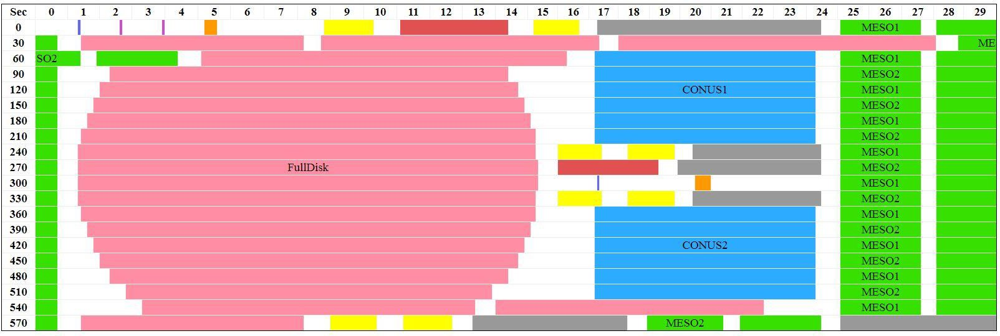 Sec 0 1 2 3 4 5 6 7 8 9 10 11 12 13 14 15 16 17 18 19 20 21 22 23 24 25 26 27 28 29
0 MESO1
30 ME
60 SO2 MESO1
90 MESO2
120 CONUS1 MESO1
150 MESO2
180 MESO1
210 MESO2
240 MESO1
270 FullDisk MESO2
300 MESO1
330 MESO2
360 MESO1
390 MESO2
420 CONUS2 MESO1
450 MESO2
480 MESO1
510 MESO2
540 MESO1
570 MESO2